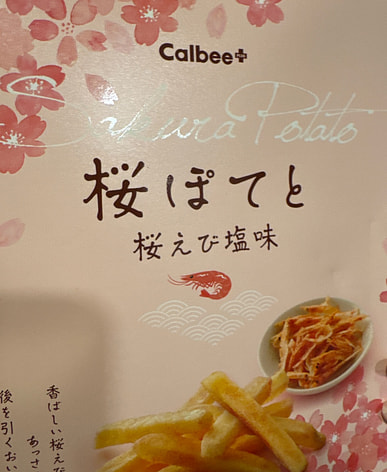 Calbee+
Sakura Potato
桜ぽてと
桜えび塩味
香ばしい桜えび
あっさ
後を引くおい